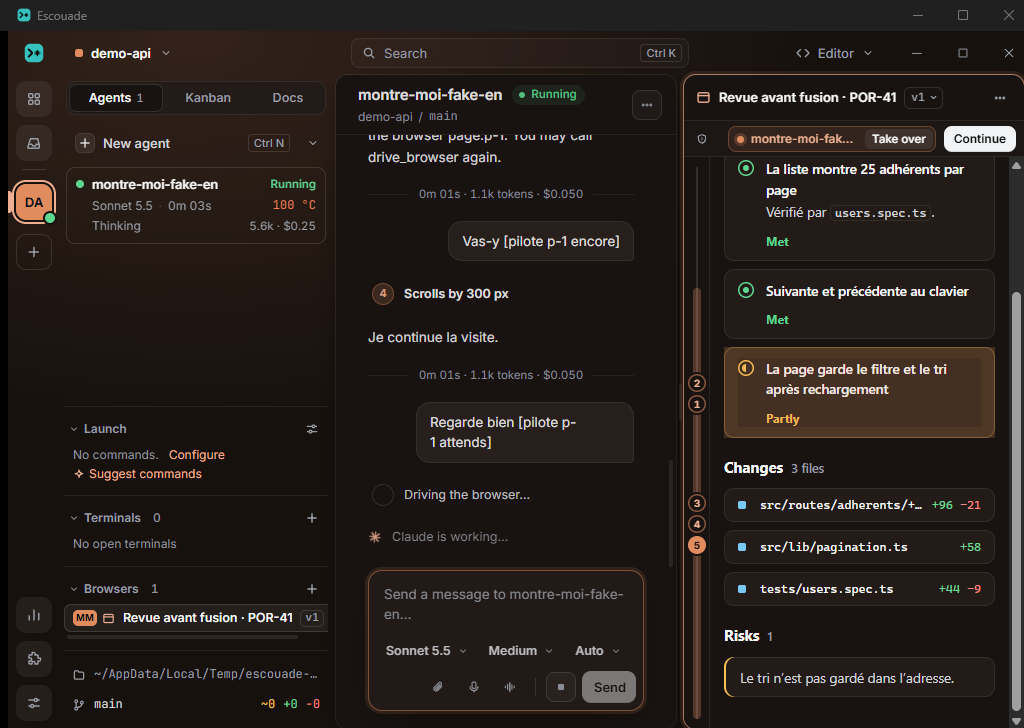 Escouade
demo-api
Search
Ctrl K
Editor
Agents 1
Kanban
Docs
New agent
Ctrl N
DA
montre-moi-fake-en
Running
Sonnet 5.5 · 0m 03s
100 °C
Thinking
5.6k · $0.25
Launch
No commands. Configure
Suggest commands
Terminals 0
No open terminals
Browsers 1
MM Revue avant fusion · POR-41 v1
~/AppData/Local/Temp/escouade-…
main
~0 +0 -0
montre-moi-fake-en
Running
demo-api / main
the browser page.p-1. You may call
drive_browser again.
0m 01s · 1.1k tokens · $0.050
Vas-y [pilote p-1 encore]
4 Scrolls by 300 px
Je continue la visite.
0m 01s · 1.1k tokens · $0.050
Regarde bien [pilote p-
1 attends]
Driving the browser...
Claude is working...
Send a message to montre-moi-fake-
en...
Sonnet 5.5
Medium
Auto
Send
Revue avant fusion · POR-41
v1
montre-moi-fak...
Take over
Continue
La liste montre 25 adhérents par
page
Vérifié par users.spec.ts.
Met
Suivante et précédente au clavier
Met
La page garde le filtre et le tri
après rechargement
Partly
2
1
3
4
5
Changes 3 files
src/routes/adherents/+… +96 −21
src/lib/pagination.ts +58
tests/users.spec.ts +44 −9
Risks 1
Le tri n’est pas gardé dans l’adresse.